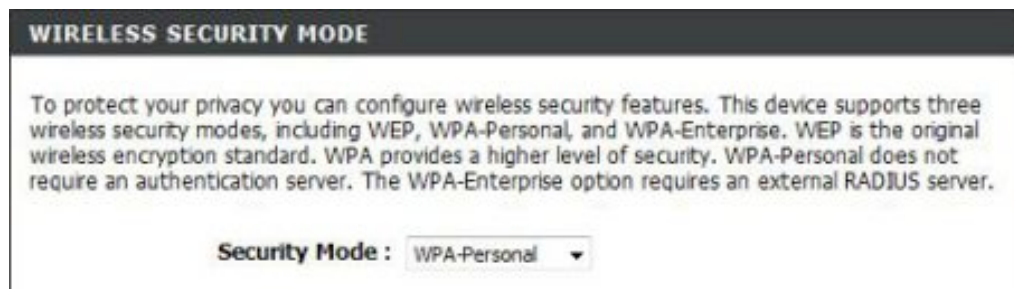 WIRELESS SECURITY MODE
To protect your privacy you can configure wireless security features. This device supports three
wireless security modes, including WEP, WPA-Personal, and WPA-Enterprise. WEP is the original
wireless encryption standard. WPA provides a higher level of security. WPA-Personal does not
require an authentication server. The WPA-Enterprise option requires an external RADIUS server.
Security Mode : WPA-Personal